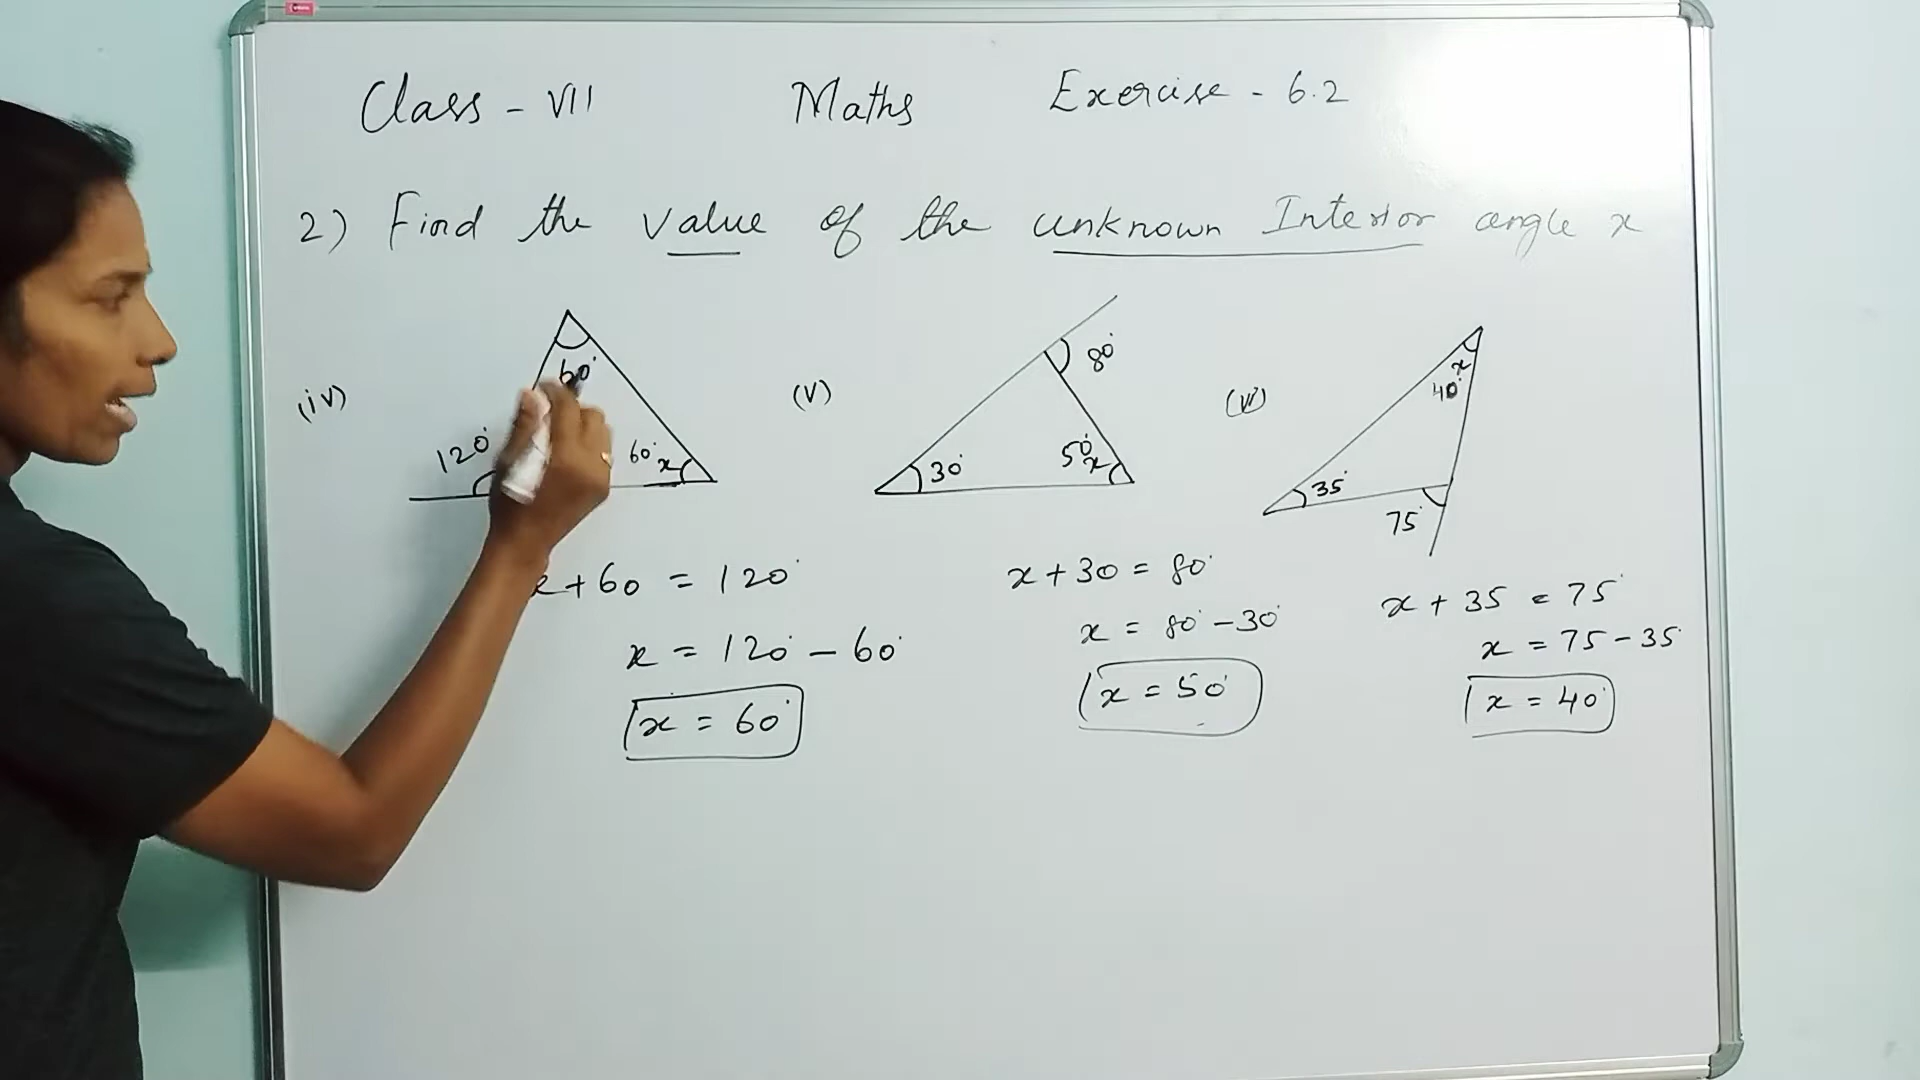 Class - VII Maths Exercise - 6.2
2) Find the value of the unknown Interior angle x
(iv) 60° 120° 60° x
(v) 80° 30° 50° x
(vi) x 40° 35° 75°
x + 60 = 120°
x = 120° - 60°
x = 60°
x + 30 = 80°
x = 80° - 30°
x = 50°
x + 35 = 75°
x = 75 - 35°
x = 40°